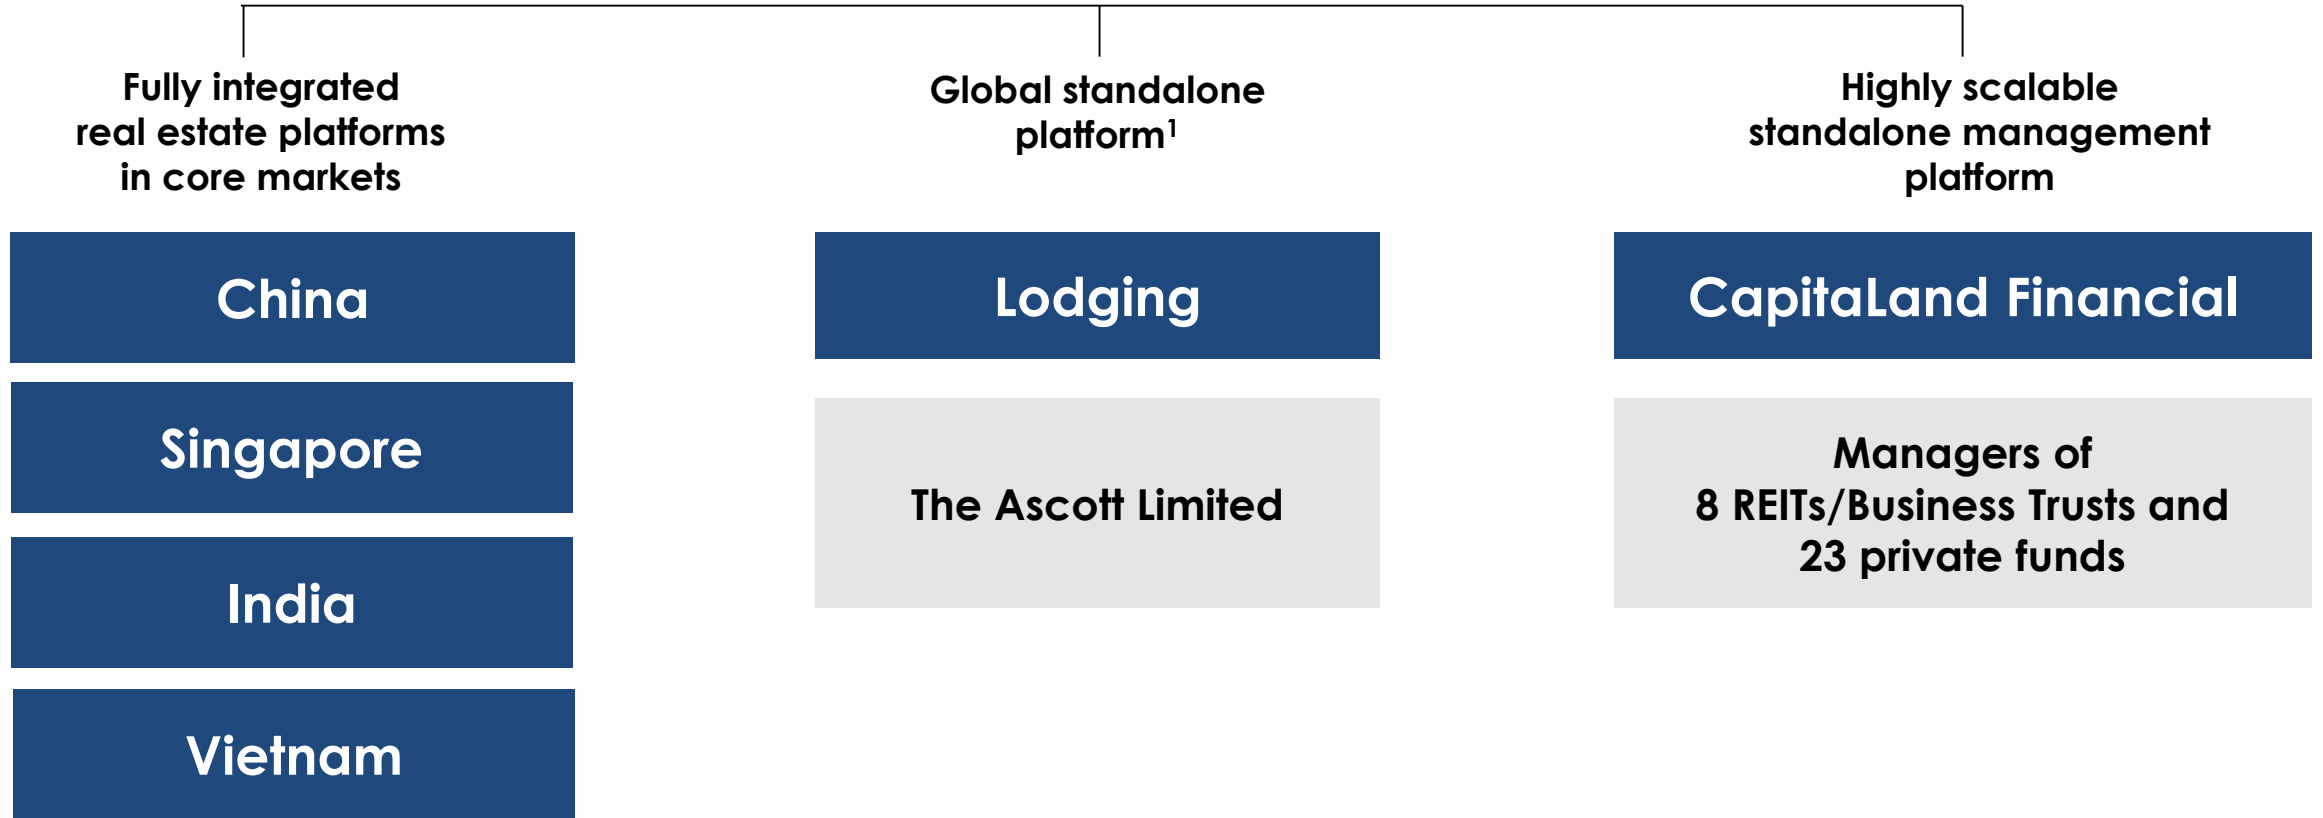 Fully integrated
real estate platforms
in core markets
China
Singapore
India
Vietnam
Global standalone
platform¹
Lodging
The Ascott Limited
Highly scalable
standalone management
platform
CapitaLand Financial
Managers of
8 REITs/Business Trusts and
23 private funds